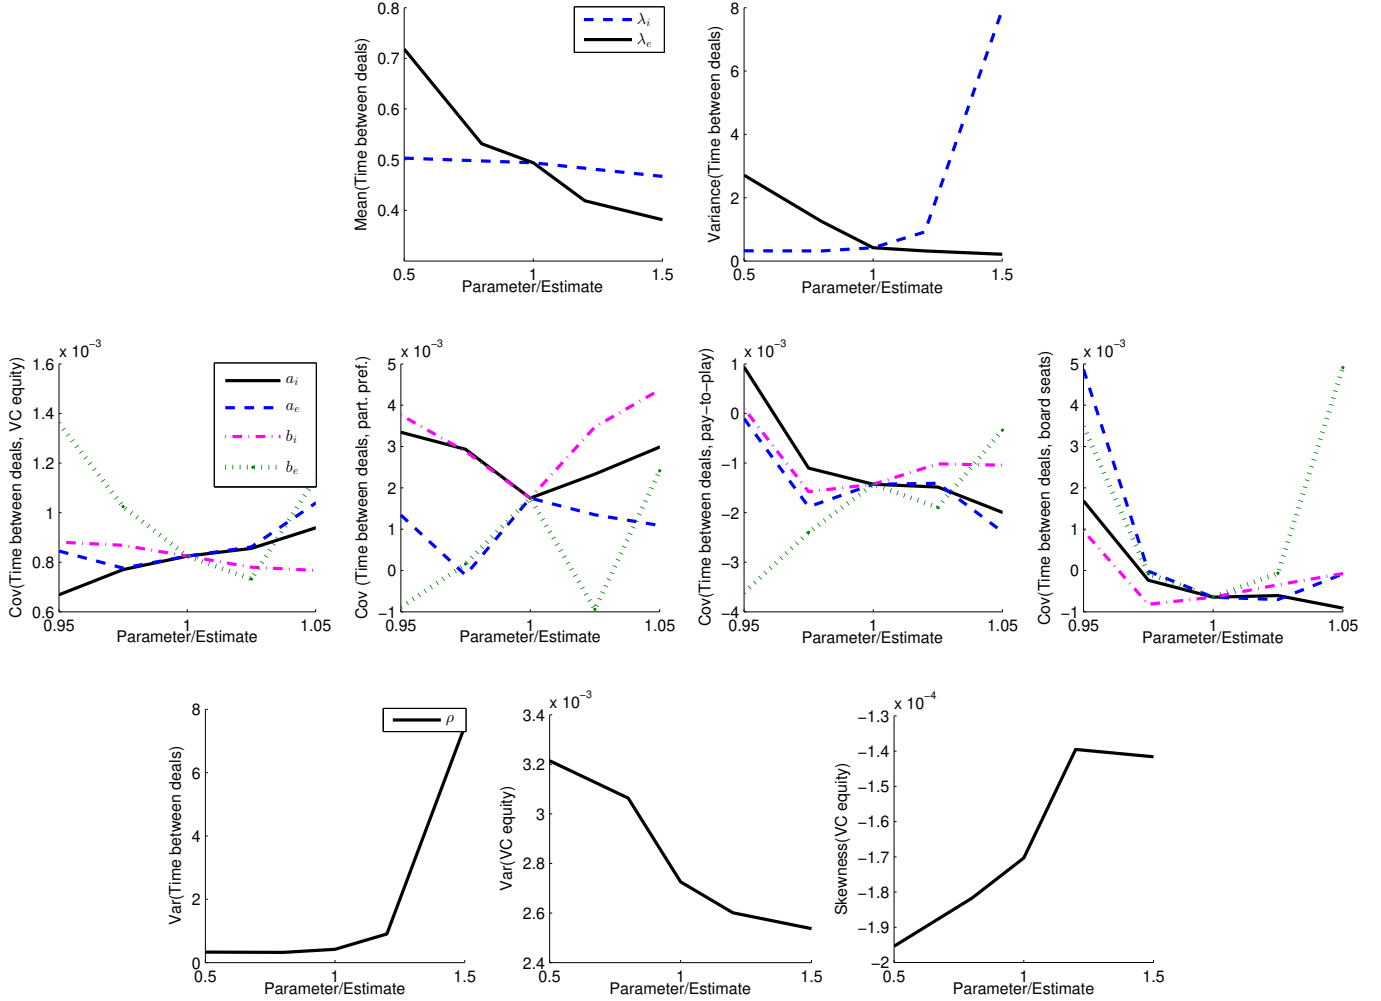 Mean(Time between deals)
0.8
0.7
0.6
0.5
0.4
0.5
1
1.5
Parameter/Estimate
λi
λe
Variance(Time between deals)
8
6
4
2
0
0.5
1
1.5
Parameter/Estimate
Cov(Time between deals, VC equity)
x 10−3
1.6
1.4
1.2
1
0.8
0.6
0.95
1
1.05
Parameter/Estimate
ai
ae
bi
be
Cov (Time between deals, part. pref.)
x 10−3
5
4
3
2
1
0
−1
0.95
1
1.05
Parameter/Estimate
Cov(Time between deals, pay−to−play)
x 10−3
1
0
−1
−2
−3
−4
0.95
1
1.05
Parameter/Estimate
Cov(Time between deals, board seats)
x 10−3
5
4
3
2
1
0
−1
0.95
1
1.05
Parameter/Estimate
Var(Time between deals)
8
6
4
2
0
0.5
1
1.5
Parameter/Estimate
ρ
Var(VC equity)
x 10−3
3.4
3.2
3
2.8
2.6
2.4
0.5
1
1.5
Parameter/Estimate
Skewness(VC equity)
x 10−4
−1.3
−1.4
−1.5
−1.6
−1.7
−1.8
−1.9
−2
0.5
1
1.5
Parameter/Estimate